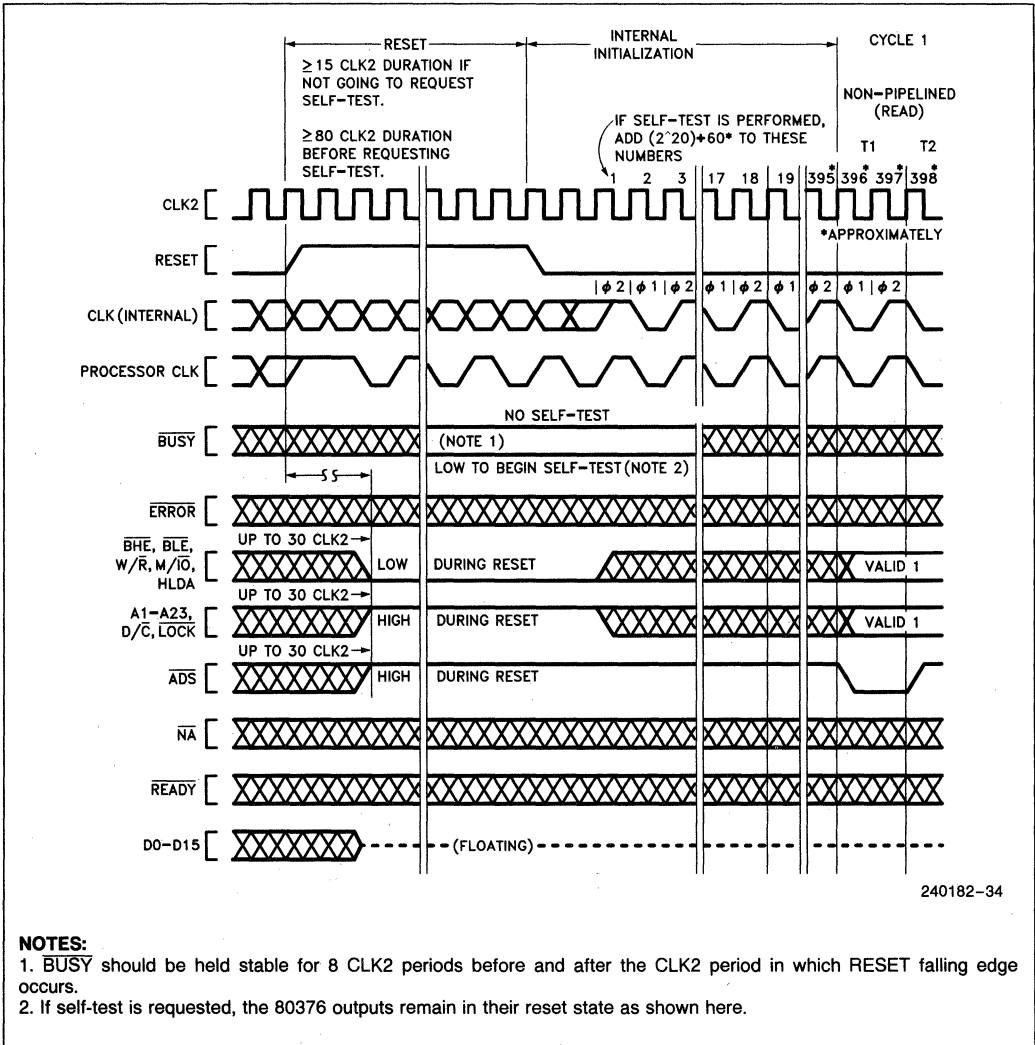 RESET
≥15 CLK2 DURATION IF
NOT GOING TO REQUEST
SELF-TEST.
≥80 CLK2 DURATION
BEFORE REQUESTING
SELF-TEST.
INTERNAL
INITIALIZATION
CYCLE 1
NON-PIPELINED
(READ)
IF SELF-TEST IS PERFORMED,
ADD (2^20)+60* TO THESE
NUMBERS
T1 T2
1 2 3 17 18 19 395* 396* 397* 398*
CLK2
*APPROXIMATELY
RESET
|ϕ2|ϕ1|ϕ2 ϕ1|ϕ2 ϕ1 ϕ2 ϕ1|ϕ2
CLK (INTERNAL)
PROCESSOR CLK
NO SELF-TEST
BUSY
(NOTE 1)
LOW TO BEGIN SELF-TEST (NOTE 2)
ERROR
UP TO 30 CLK2
BHE, BLE,
W/R, M/IO,
HLDA
LOW DURING RESET VALID 1
UP TO 30 CLK2
A1-A23,
D/C, LOCK
HIGH DURING RESET VALID 1
UP TO 30 CLK2
ADS
HIGH DURING RESET
NA
READY
D0-D15
(FLOATING)
240182-34
NOTES:
1. BUSY should be held stable for 8 CLK2 periods before and after the CLK2 period in which RESET falling edge
occurs.
2. If self-test is requested, the 80376 outputs remain in their reset state as shown here.